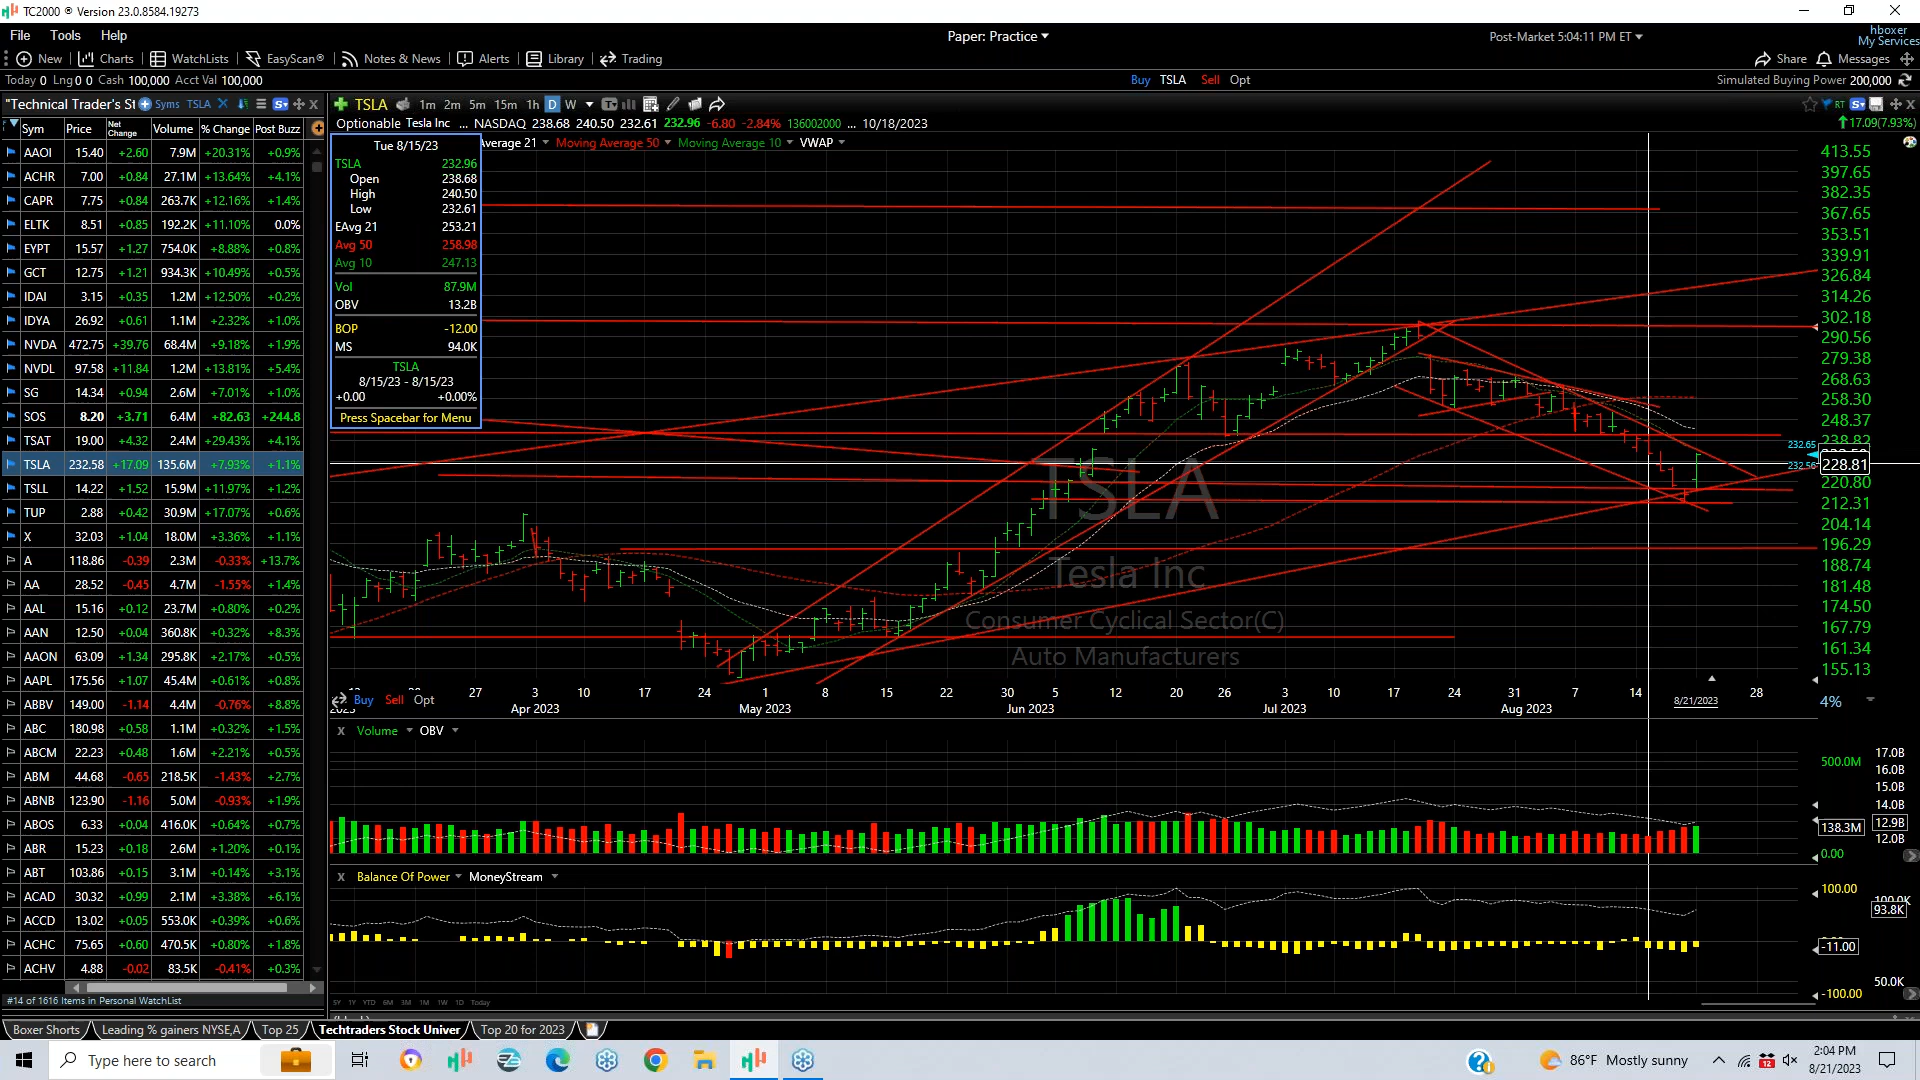 TC2000 ® Version 23.0.8584.19273
File Tools Help
Paper: Practice
Post-Market 5:04:11 PM ET
hboxer
My Services
New Charts WatchLists EasyScan® Notes & News Alerts Library Trading
Share Messages
Today 0 Lng 0 0 Cash 100,000 Acct Val 100,000
Buy TSLA Sell Opt
Simulated Buying Power 200,000
"Technical Trader's St Syms TSLA
TSLA 1m 2m 5m 15m 1h D W
Optionable Tesla Inc ... NASDAQ 238.68 240.50 232.61 232.96 -6.80 -2.84% 136002000 ... 10/18/2023
17.09(7.93%)
Sym Price Net Change Volume % Change Post Buzz
AAOI 15.40 +2.60 7.9M +20.31% +0.9%
ACHR 7.00 +0.84 27.1M +13.64% +4.1%
CAPR 7.75 +0.84 263.7K +12.16% +1.4%
ELTK 8.51 +0.85 192.2K +11.10% 0.0%
EYPT 15.57 +1.27 754.0K +8.88% +0.8%
GCT 12.75 +1.21 934.3K +10.49% +0.5%
IDAI 3.15 +0.35 1.2M +12.50% +0.2%
IDYA 26.92 +0.61 1.1M +2.32% +1.0%
NVDA 472.75 +39.76 68.4M +9.18% +1.9%
NVDL 97.58 +11.84 1.2M +13.81% +5.4%
SG 14.34 +0.94 2.6M +7.01% +1.0%
SOS 8.20 +3.71 6.4M +82.63 +244.8
TSAT 19.00 +4.32 2.4M +29.43% +4.1%
TSLA 232.58 +17.09 135.6M +7.93% +1.1%
TSLL 14.22 +1.52 15.9M +11.97% +1.2%
TUP 2.88 +0.42 30.9M +17.07% +0.6%
X 32.03 +1.04 18.0M +3.36% +1.1%
A 118.86 -0.39 2.3M -0.33% +13.7%
AA 28.52 -0.45 4.7M -1.55% +1.4%
AAL 15.16 +0.12 23.7M +0.80% +0.2%
AAN 12.50 +0.04 360.8K +0.32% +8.3%
AAON 63.09 +1.34 295.8K +2.17% +0.5%
AAPL 175.56 +1.07 45.4M +0.61% +0.8%
ABBV 149.00 -1.14 4.4M -0.76% +8.8%
ABC 180.98 +0.58 1.1M +0.32% +1.5%
ABCM 22.23 +0.48 1.6M +2.21% +0.5%
ABM 44.68 -0.65 218.5K -1.43% +2.7%
ABNB 123.90 -1.16 5.0M -0.93% +1.9%
ABOS 6.33 +0.04 416.0K +0.64% +0.7%
ABR 15.23 +0.18 2.6M +1.20% +0.1%
ABT 103.86 +0.15 3.1M +0.14% +3.1%
ACAD 30.32 +0.99 2.1M +3.38% +6.1%
ACCD 13.02 +0.05 553.0K +0.39% +0.6%
ACHC 75.65 +0.60 470.5K +0.80% +1.8%
ACHV 4.88 -0.02 83.5K -0.41% +0.3%
#14 of 1616 Items in Personal WatchList
Tue 8/15/23
TSLA 232.96
Open 238.68
High 240.50
Low 232.61
EAvg 21 253.21
Avg 50 258.98
Avg 10 247.13
Vol 87.9M
OBV 13.2B
BOP -12.00
MS 94.0K
TSLA
8/15/23 - 8/15/23
+0.00 +0.00%
Press Spacebar for Menu
Average 21 Moving Average 50 Moving Average 10 VWAP
TSLA
Tesla Inc
Consumer Cyclical Sector(C)
Auto Manufacturers
413.55
397.65
382.35
367.65
353.51
339.91
326.84
314.26
302.18
290.56
279.38
268.63
258.30
248.37
238.82
232.65
232.56
228.81
220.80
212.31
204.14
196.29
188.74
181.48
174.50
167.79
161.34
155.13
4%
Buy Sell Opt
27 3 10 17 24 1 8 15 22 30 5 12 20 26 3 10 17 24 31 7 14 28
Apr 2023 May 2023 Jun 2023 Jul 2023 Aug 2023 8/21/2023
X Volume OBV
500.0M
138.3M
0.00
17.0B
16.0B
15.0B
14.0B
12.9B
12.0B
X Balance Of Power MoneyStream
100.00
-11.00
-100.00
100.0K
93.8K
50.0K
5Y 1Y YTD 6M 3M 1M 1W 1D Today
Boxer Shorts Leading % gainers NYSE,A Top 25 Techtraders Stock Univer Top 20 for 2023
Type here to search
86°F Mostly sunny
12
2:04 PM
8/21/2023